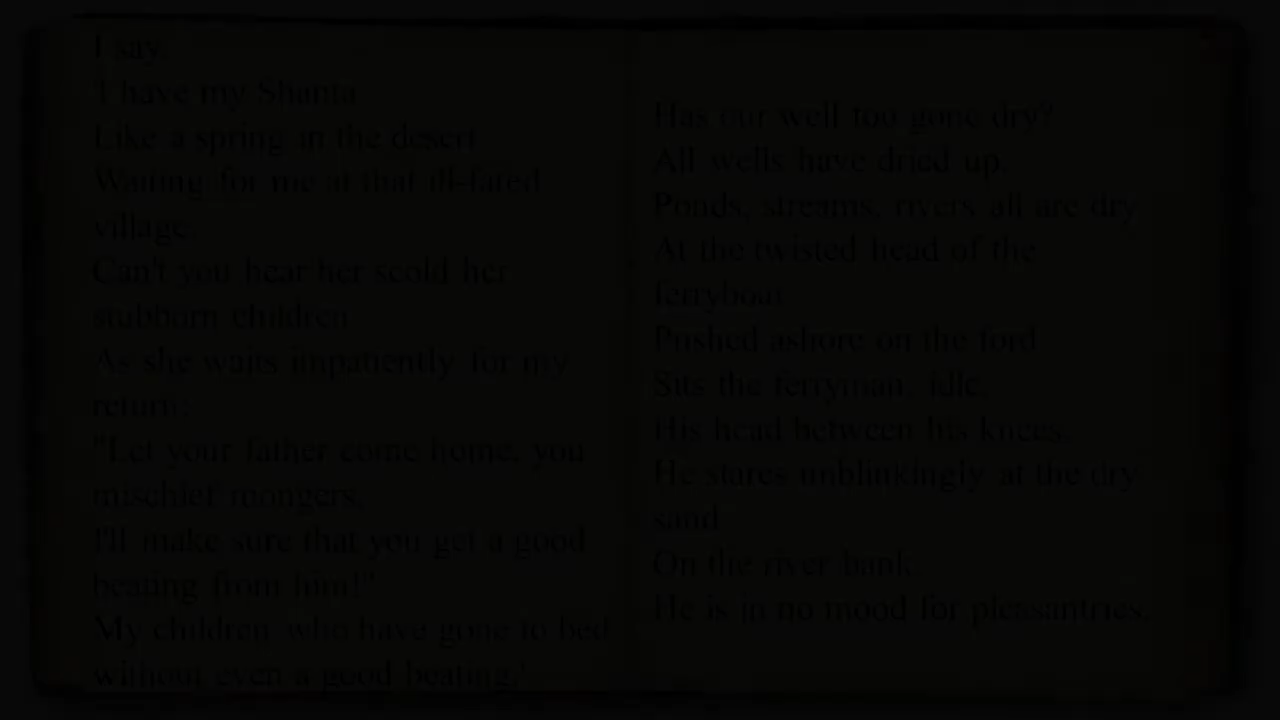 I say,
'I have my Shanta
Like a spring in the desert
Waiting for me at that ill-fated
village.
Can't you hear her scold her
stubborn children
As she waits impatiently for my
return:
"Let your father come home, you
mischief mongers,
I'll make sure that you get a good
beating from him!"
My children who have gone to bed
without even a good beating.'
Has our well too gone dry?
All wells have dried up.
Ponds, streams, rivers all are dry
At the twisted head of the
ferryboat
Pushed ashore on the ford
Sits the ferryman, idle,
His head between his knees,
He stares unblinkingly at the dry
sand
On the river bank.
He is in no mood for pleasantries.